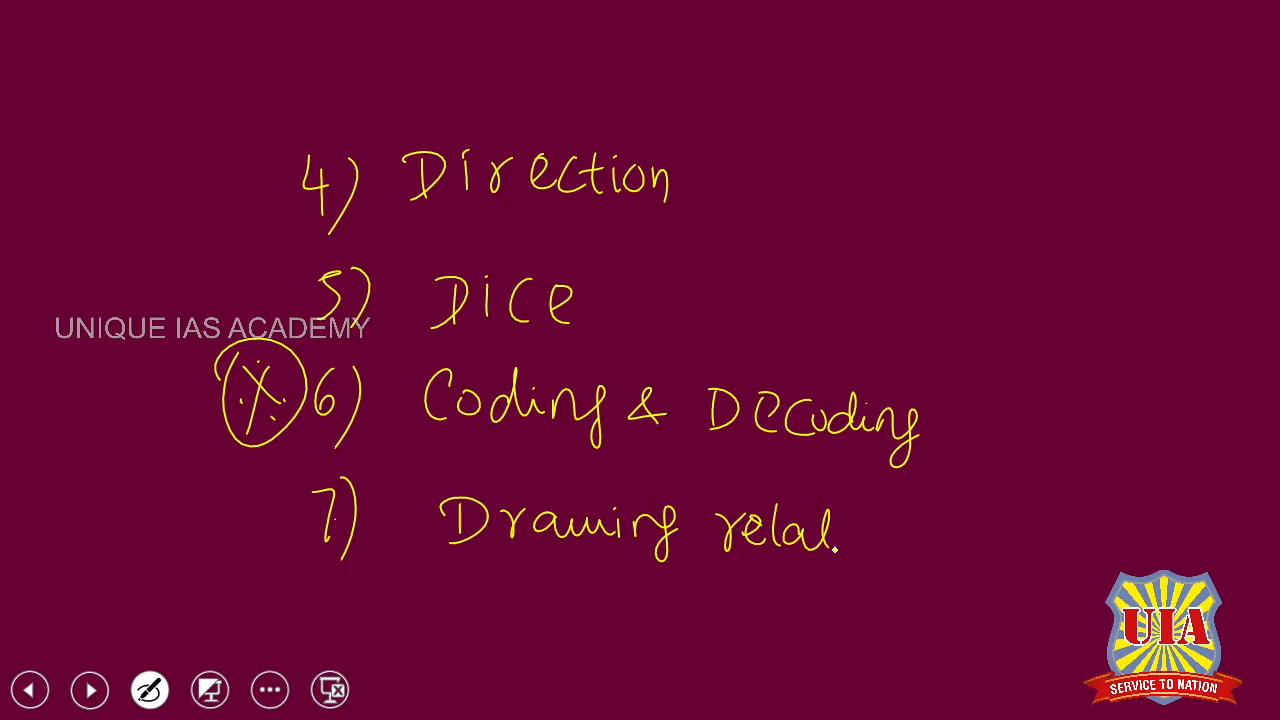 4) Direction
5) Dice
UNIQUE IAS ACADEMY
6) Coding & Decoding
7) Drawing relat
UIA
SERVICE TO NATION